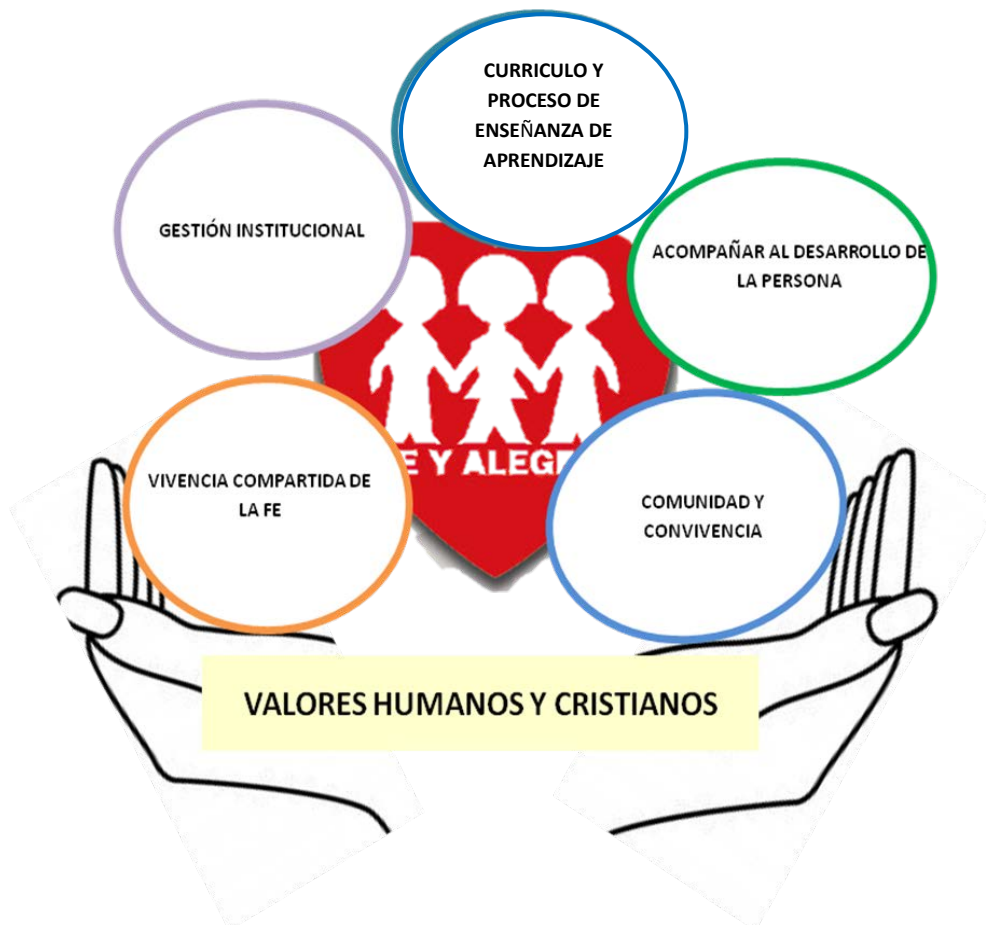 CURRICULO Y
PROCESO DE
ENSEÑANZA DE
APRENDIZAJE
GESTIÓN INSTITUCIONAL
ACOMPAÑAR AL DESARROLLO DE
LA PERSONA
E Y ALEG
VIVENCIA COMPARTIDA DE
LA FE
COMUNIDAD Y
CONVIVENCIA
VALORES HUMANOS Y CRISTIANOS